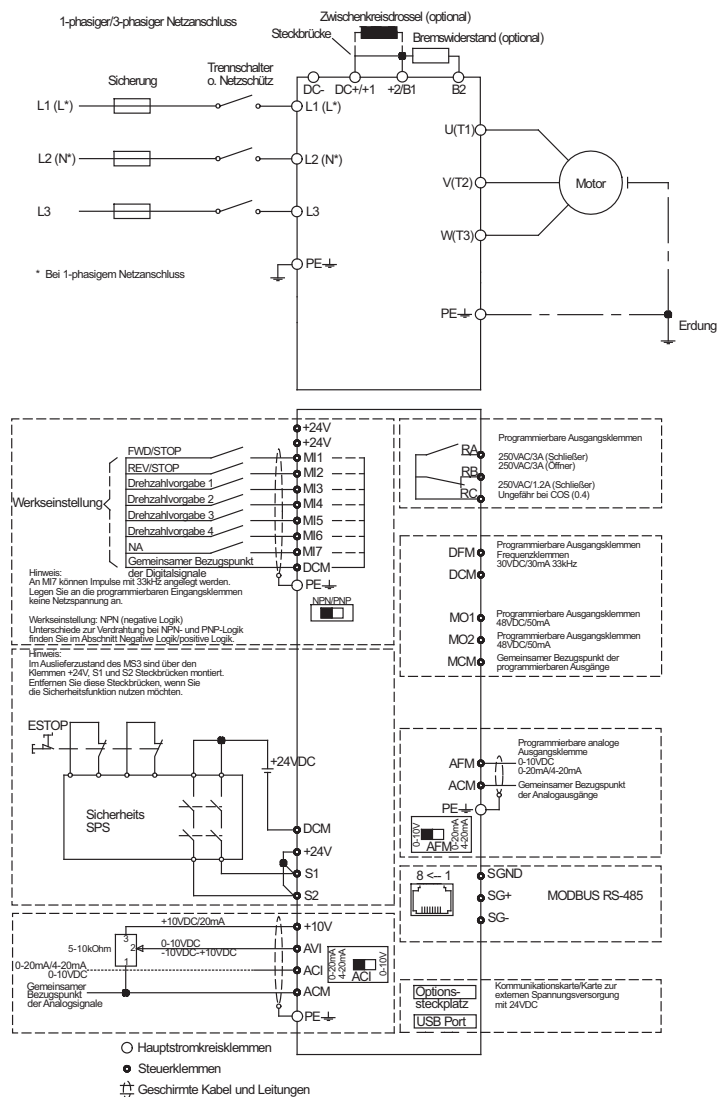 1-phasiger/3-phasiger Netzanschluss
Zwischenkreisdrossel (optional)
Steckbrücke
Bremswiderstand (optional)
Sicherung
Trennschalter
o. Netzschütz
DC-
DC+/+1
+2/B1
B2
L1 (L*)
L1 (L*)
U(T1)
L2 (N*)
L2 (N*)
V(T2)
Motor
L3
L3
W(T3)
PE
* Bei 1-phasigem Netzanschluss
PE
Erdung
+24V
+24V
FWD/STOP
MI1
REV/STOP
MI2
Drehzahlvorgabe 1
MI3
Werkseinstellung
Drehzahlvorgabe 2
MI4
Drehzahlvorgabe 3
MI5
Drehzahlvorgabe 4
MI6
NA
MI7
Gemeinsamer Bezugspunkt
der Digitalsignale
DCM
PE
NPN/PNP
Hinweis:
An MI7 können Impulse mit 33kHz angelegt werden.
Legen Sie an die programmierbaren Eingangsklemmen
keine Netzspannung an.
Werkseinstellung: NPN (negative Logik)
Unterschiede zur Verdrahtung bei NPN- und PNP-Logik
finden Sie im Abschnitt Negative Logik/positive Logik.
Hinweis:
Im Auslieferzustand des MS3 sind über den
Klemmen +24V, S1 und S2 Steckbrücken montiert.
Entfernen Sie diese Steckbrücken, wenn Sie
die Sicherheitsfunktion nutzen möchten.
ESTOP
+24VDC
Sicherheits
SPS
DCM
+24V
S1
S2
+10VDC/20mA
+10V
5-10kOhm
3
2
1
0-10VDC
-10VDC-+10VDC
AVI
0-20mA/4-20mA
0-10VDC
ACI
Gemeinsamer
Bezugspunkt
der Analogsignale
ACM
PE
0-20mA
4-20mA
0-10V
ACI
Programmierbare Ausgangsklemmen
RA
250VAC/3A (Schließer)
250VAC/3A (Öffner)
RB
250VAC/1.2A (Schließer)
Ungefähr bei COS (0.4)
RC
DFM
Programmierbare Ausgangsklemmen
Frequenzklemmen
30VDC/30mA 33kHz
DCM
MO1
Programmierbare Ausgangsklemmen
48VDC/50mA
MO2
Programmierbare Ausgangsklemmen
48VDC/50mA
MCM
Gemeinsamer Bezugspunkt der
programmierbaren Ausgänge
Programmierbare analoge
Ausgangsklemme
AFM
0-10VDC
0-20mA/4-20mA
ACM
Gemeinsamer Bezugspunkt
der Analogausgänge
PE
0-10V
0-20mA
4-20mA
AFM
8 <– 1
SGND
SG+
SG-
MODBUS RS-485
Options-
steckplatz
Kommunikationskarte/Karte zur
externen Spannungsversorgung
mit 24VDC
USB Port
Hauptstromkreisklemmen
Steuerklemmen
Geschirmte Kabel und Leitungen